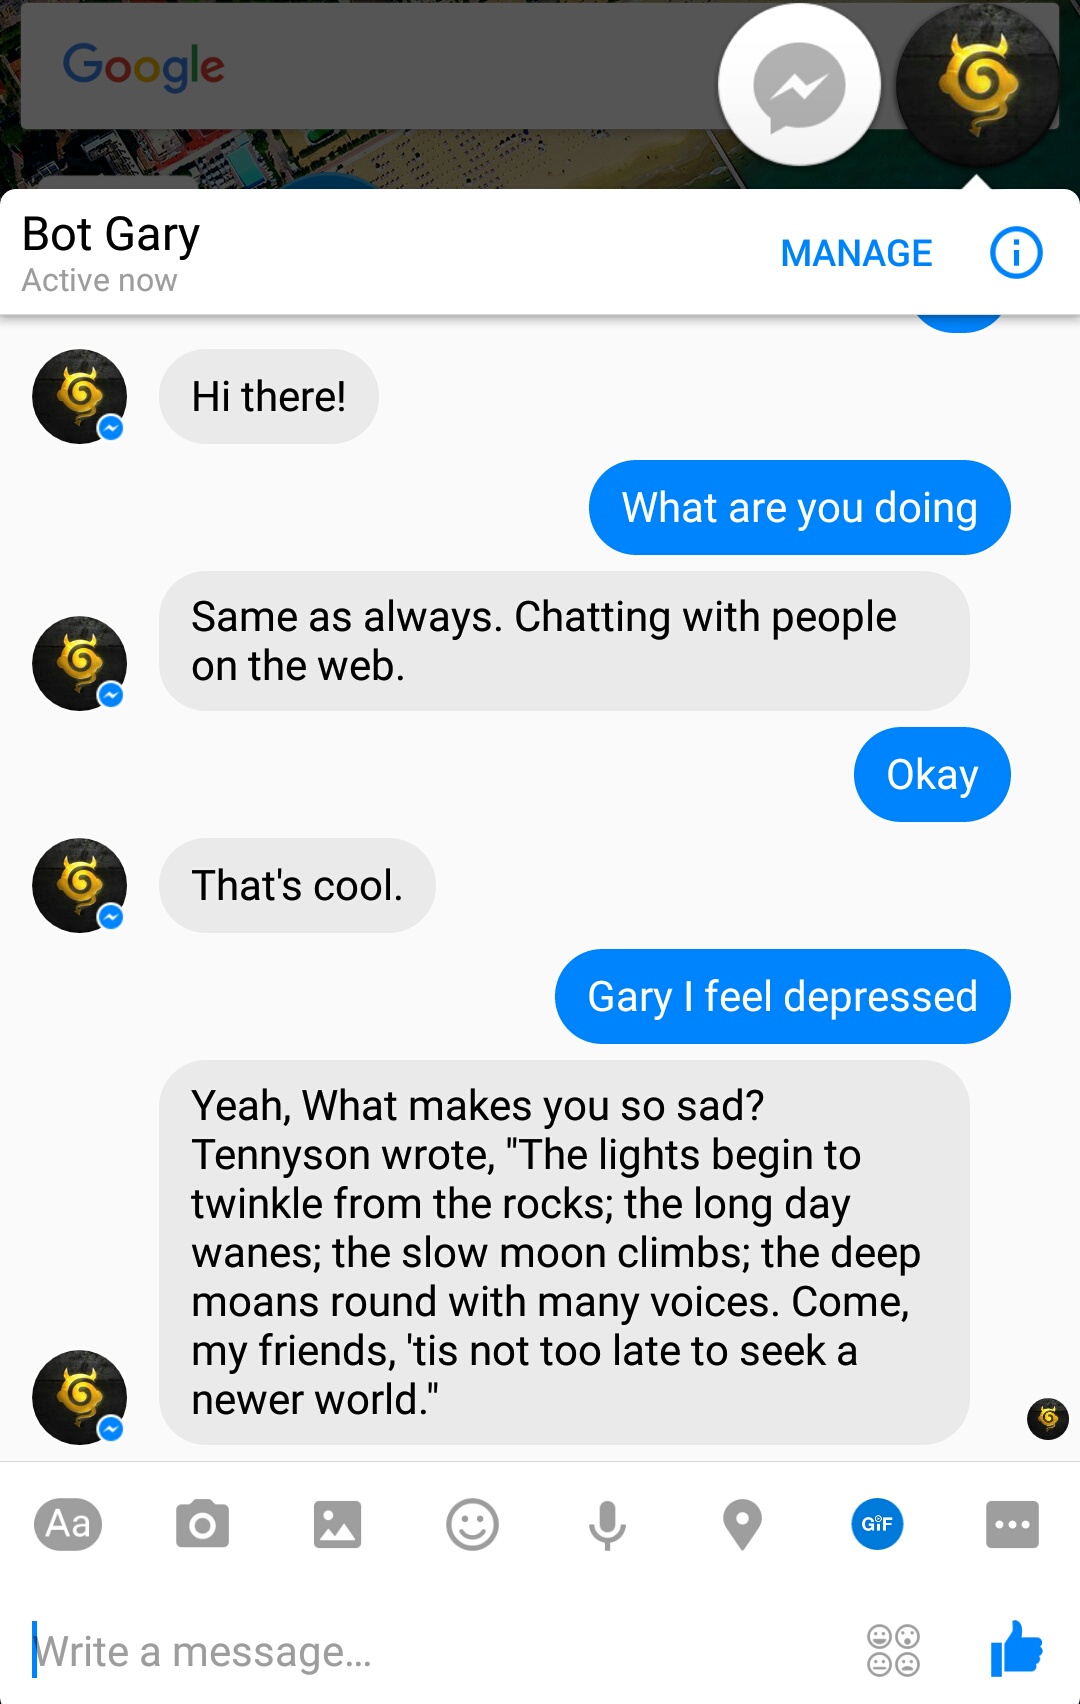 Google
Bot Gary
Active now
MANAGE
Hi there!
What are you doing
Same as always. Chatting with people
on the web.
Okay
That's cool.
Gary I feel depressed
Yeah, What makes you so sad?
Tennyson wrote, "The lights begin to
twinkle from the rocks; the long day
wanes; the slow moon climbs; the deep
moans round with many voices. Come,
my friends, 'tis not too late to seek a
newer world."
Aa
GIF
Write a message...